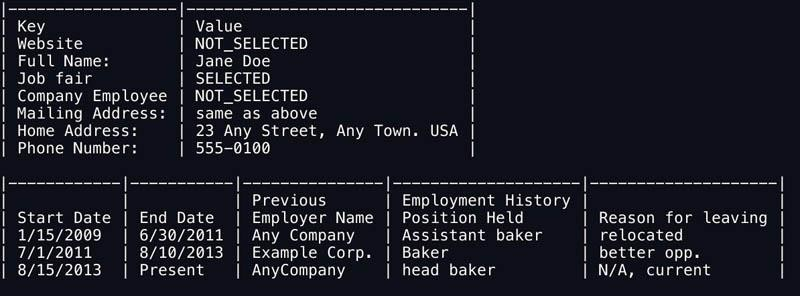 |-----------------|-----------------------------|
| Key              | Value                       |
| Website          | NOT_SELECTED                |
| Full Name:       | Jane Doe                    |
| Job fair         | SELECTED                    |
| Company Employee | NOT_SELECTED                |
| Mailing Address: | same as above               |
| Home Address:    | 23 Any Street, Any Town. USA |
| Phone Number:    | 555-0100                    |
|------------|-----------|---------------|--------------------|--------------------|
|            |           | Previous      | Employment History |                    |
| Start Date | End Date  | Employer Name | Position Held      | Reason for leaving |
| 1/15/2009  | 6/30/2011 | Any Company   | Assistant baker    | relocated          |
| 7/1/2011   | 8/10/2013 | Example Corp. | Baker              | better opp.        |
| 8/15/2013  | Present   | AnyCompany    | head baker         | N/A, current       |